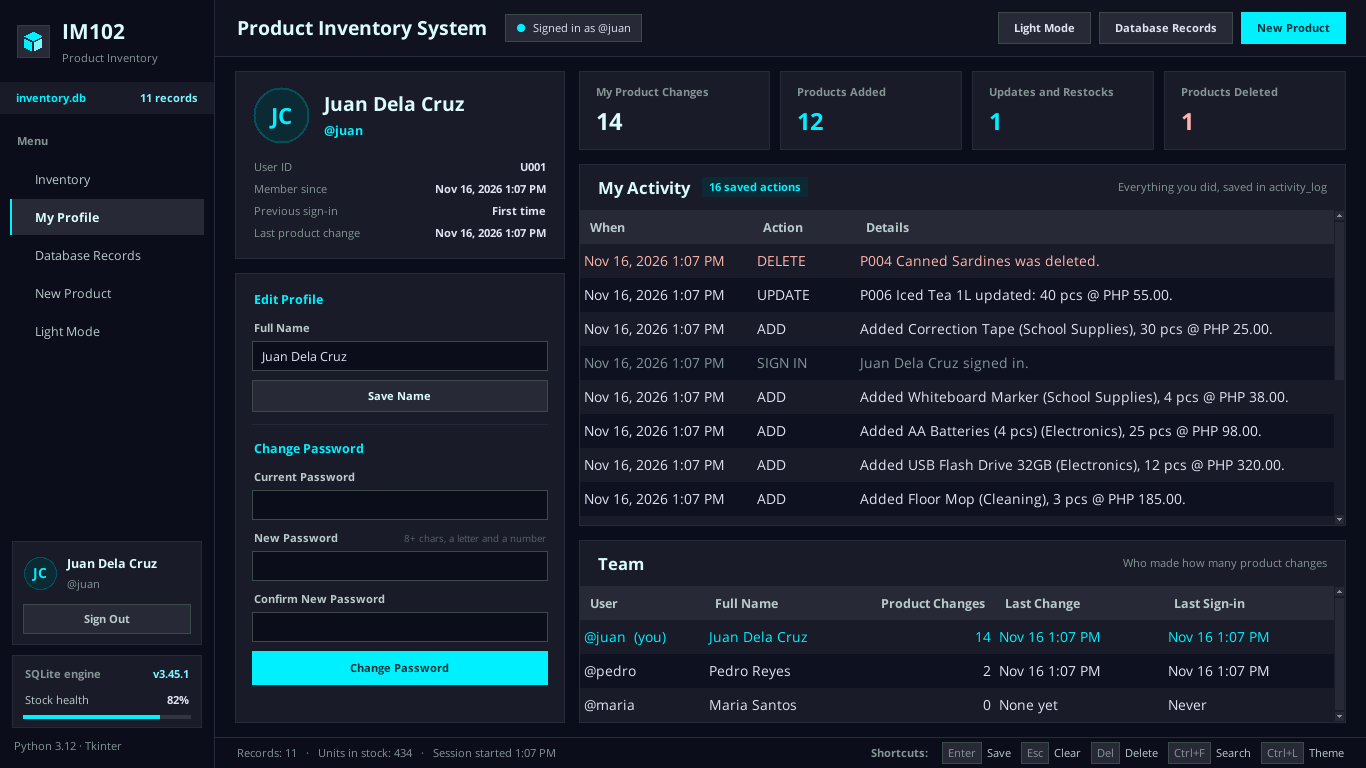 IM102
Product Inventory
inventory.db 11 records
Menu
Inventory
My Profile
Database Records
New Product
Light Mode
JC
Juan Dela Cruz
@juan
Sign Out
SQLite engine v3.45.1
Stock health 82%
Python 3.12 · Tkinter
Product Inventory System
Signed in as @juan
Light Mode
Database Records
New Product
JC
Juan Dela Cruz
@juan
User ID U001
Member since Nov 16, 2026 1:07 PM
Previous sign-in First time
Last product change Nov 16, 2026 1:07 PM
Edit Profile
Full Name
Juan Dela Cruz
Save Name
Change Password
Current Password
New Password 8+ chars, a letter and a number
Confirm New Password
Change Password
My Product Changes
14
Products Added
12
Updates and Restocks
1
Products Deleted
1
My Activity 16 saved actions Everything you did, saved in activity_log
When Action Details
Nov 16, 2026 1:07 PM DELETE P004 Canned Sardines was deleted.
Nov 16, 2026 1:07 PM UPDATE P006 Iced Tea 1L updated: 40 pcs @ PHP 55.00.
Nov 16, 2026 1:07 PM ADD Added Correction Tape (School Supplies), 30 pcs @ PHP 25.00.
Nov 16, 2026 1:07 PM SIGN IN Juan Dela Cruz signed in.
Nov 16, 2026 1:07 PM ADD Added Whiteboard Marker (School Supplies), 4 pcs @ PHP 38.00.
Nov 16, 2026 1:07 PM ADD Added AA Batteries (4 pcs) (Electronics), 25 pcs @ PHP 98.00.
Nov 16, 2026 1:07 PM ADD Added USB Flash Drive 32GB (Electronics), 12 pcs @ PHP 320.00.
Nov 16, 2026 1:07 PM ADD Added Floor Mop (Cleaning), 3 pcs @ PHP 185.00.
Team Who made how many product changes
User Full Name Product Changes Last Change Last Sign-in
@juan (you) Juan Dela Cruz 14 Nov 16 1:07 PM Nov 16 1:07 PM
@pedro Pedro Reyes 2 Nov 16 1:07 PM Nov 16 1:07 PM
@maria Maria Santos 0 None yet Never
Records: 11 · Units in stock: 434 · Session started 1:07 PM
Shortcuts: Enter Save Esc Clear Del Delete Ctrl+F Search Ctrl+L Theme